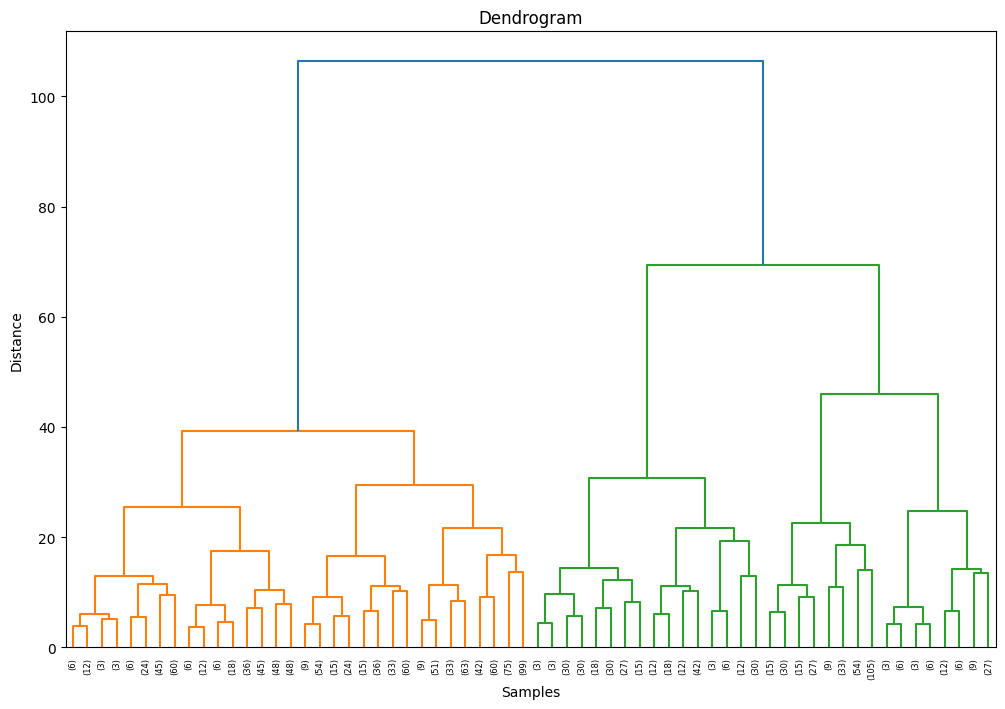 Dendrogram
Distance
100
80
60
40
20
0
(6) (12) (3) (3) (6) (24) (45) (60) (6) (12) (6) (18) (36) (45) (48) (48) (9) (54) (15) (24) (15) (36) (33) (60) (9) (51) (33) (63) (42) (60) (75) (99) (3) (3) (30) (30) (18) (30) (27) (15) (12) (18) (12) (42) (3) (6) (12) (30) (15) (30) (15) (27) (9) (33) (54) (105) (3) (6) (3) (6) (12) (6) (9) (27)
Samples